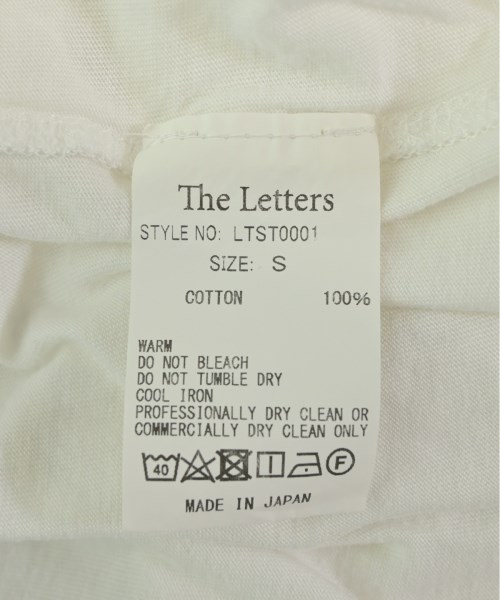 The Letters
STYLE NO: LTST0001
SIZE: S
COTTON 100%
WARM
DO NOT BLEACH
DO NOT TUMBLE DRY
COOL IRON
PROFESSIONALLY DRY CLEAN OR
COMMERCIALLY DRY CLEAN ONLY
40 F
MADE IN JAPAN